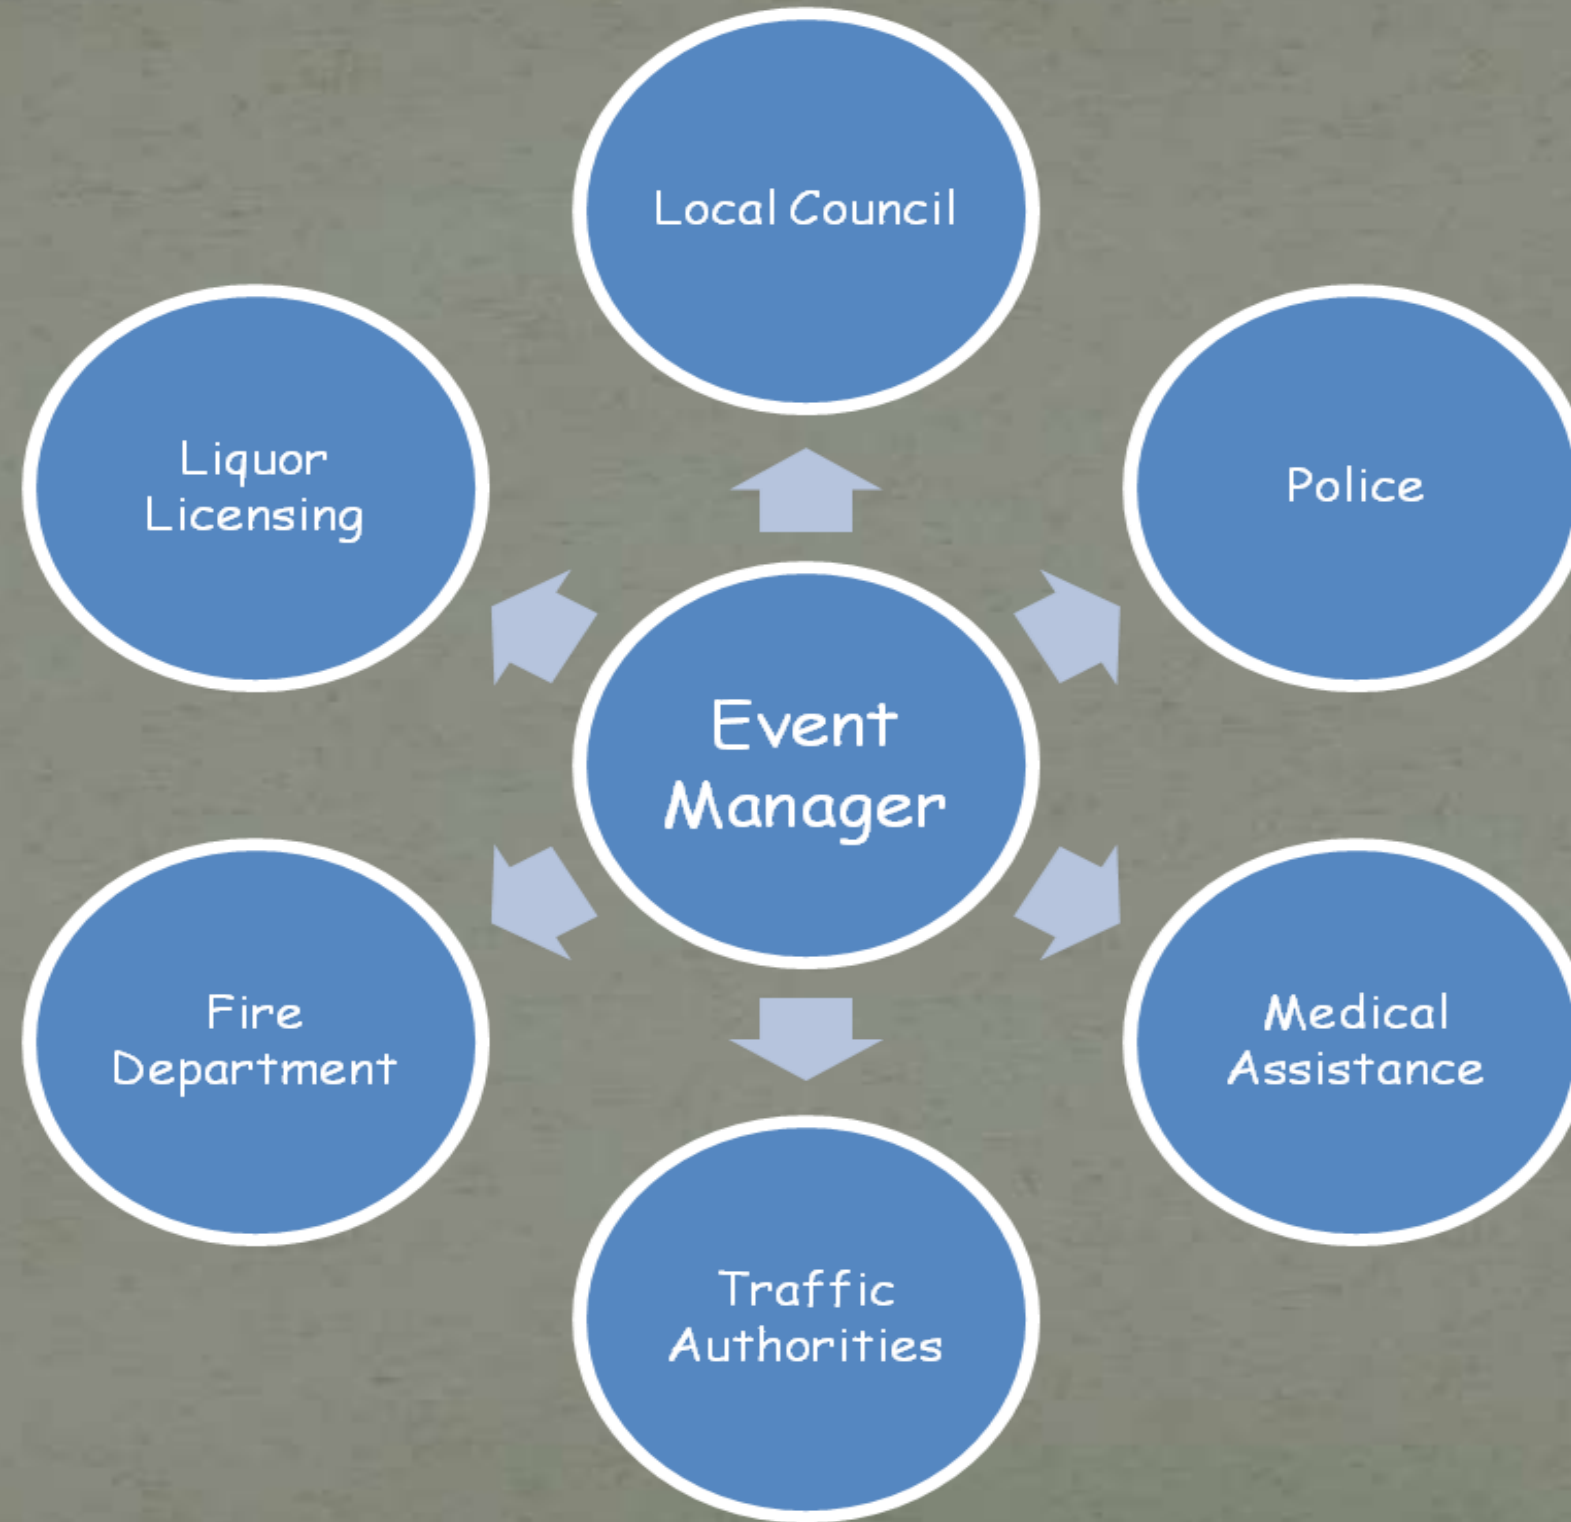 Local Council
Police
Medical
Assistance
Traffic
Authorities
Fire
Department
Liquor
Licensing
Event
Manager